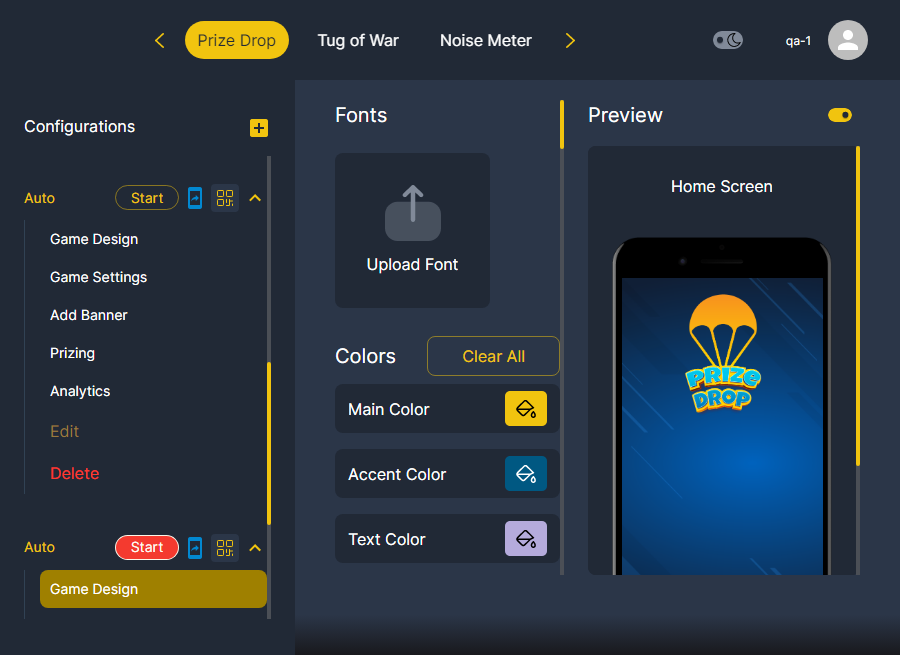 Prize Drop
Tug of War
Noise Meter
qa-1
Configurations
Auto
Start
Game Design
Game Settings
Add Banner
Prizing
Analytics
Edit
Delete
Auto
Start
Game Design
Fonts
Upload Font
Colors
Clear All
Main Color
Accent Color
Text Color
Preview
Home Screen
PRIZE
DROP